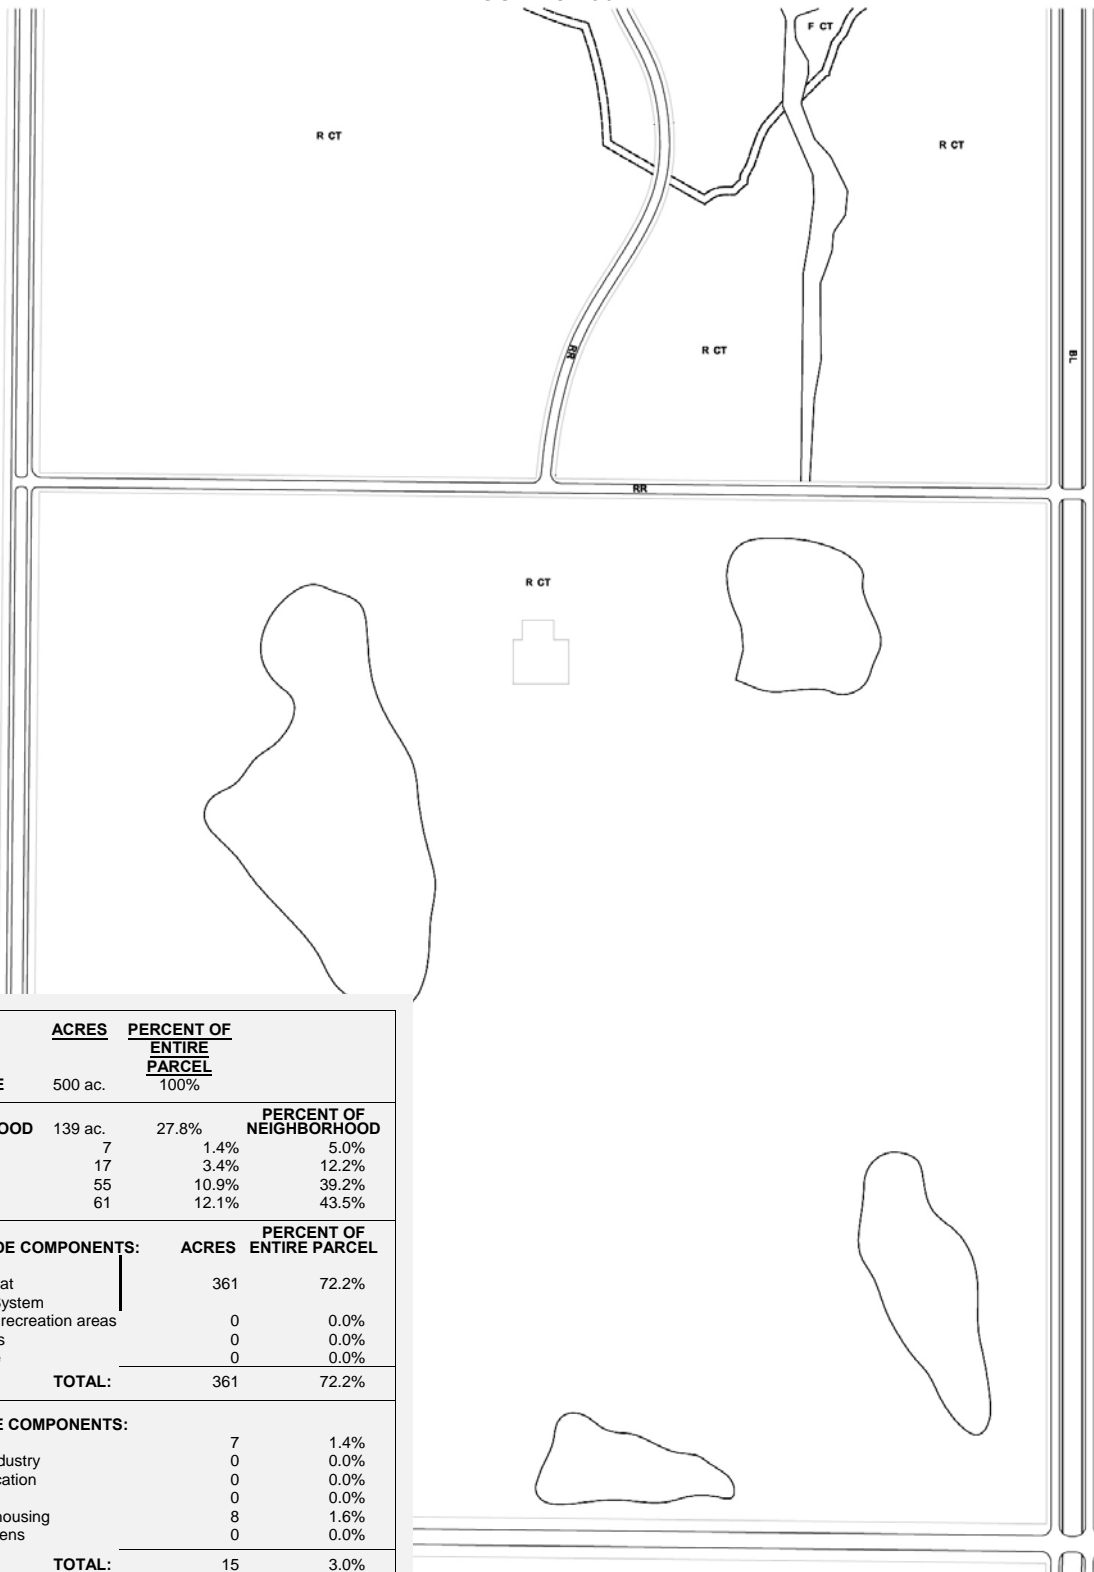 F CT
R CT
R CT
R CT
RR
BL
RR
R CT
ACRES PERCENT OF
ENTIRE
PARCEL
E 500 ac. 100%
PERCENT OF
OOD 139 ac. 27.8% NEIGHBORHOOD
7 1.4% 5.0%
17 3.4% 12.2%
55 10.9% 39.2%
61 12.1% 43.5%
PERCENT OF
DE COMPONENTS: ACRES ENTIRE PARCEL
at 361 72.2%
System
recreation areas 0 0.0%
s 0 0.0%
0 0.0%
TOTAL: 361 72.2%
E COMPONENTS:
7 1.4%
dustry 0 0.0%
cation 0 0.0%
0 0.0%
housing 8 1.6%
ens 0 0.0%
TOTAL: 15 3.0%